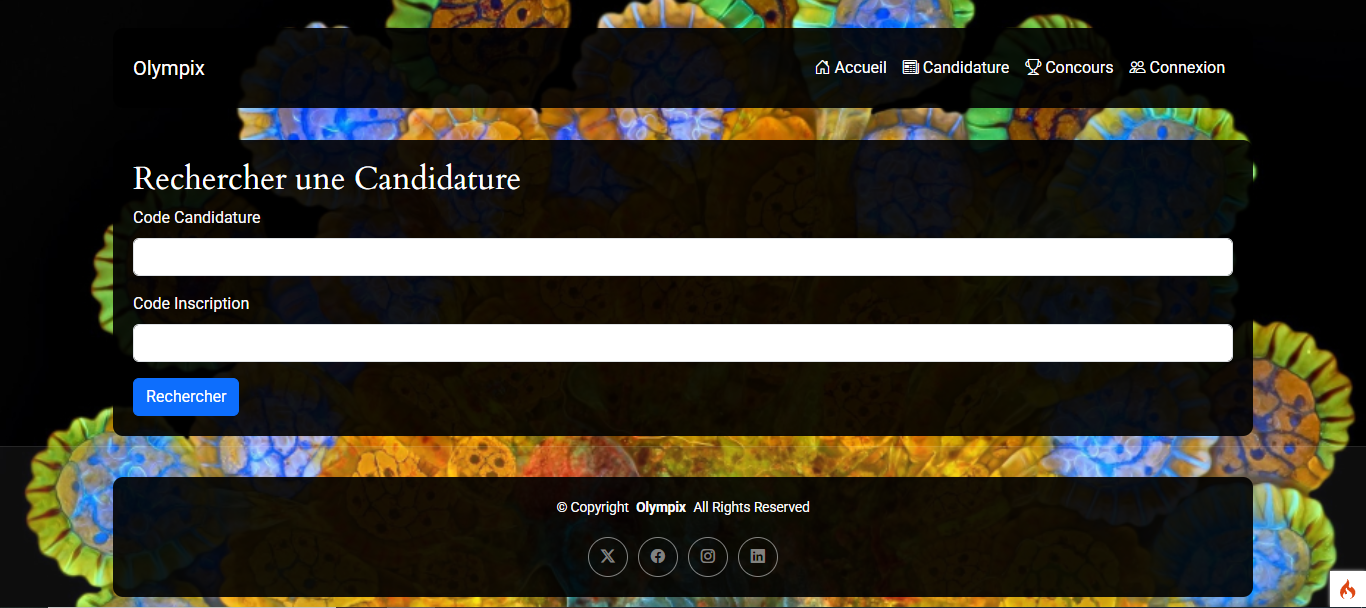 Olympix
Accueil Candidature Concours Connexion
Rechercher une Candidature
Code Candidature
Code Inscription
Rechercher
© Copyright Olympix All Rights Reserved